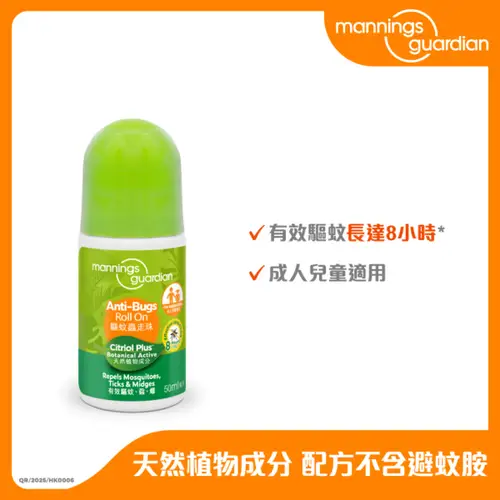 mannings
guardian
有效驅蚊長達8小時*
成人兒童適用
mannings
guardian
Anti-Bugs
Roll On
驅蚊蟲走珠
Citriol Plus
Botanical Active
天然植物成分
Repels Mosquitoes,
Ticks & Midges
有效驅蚊、蝨、蠓
50ml
天然植物成分 配方不含避蚊胺
QR/2025/HK0006